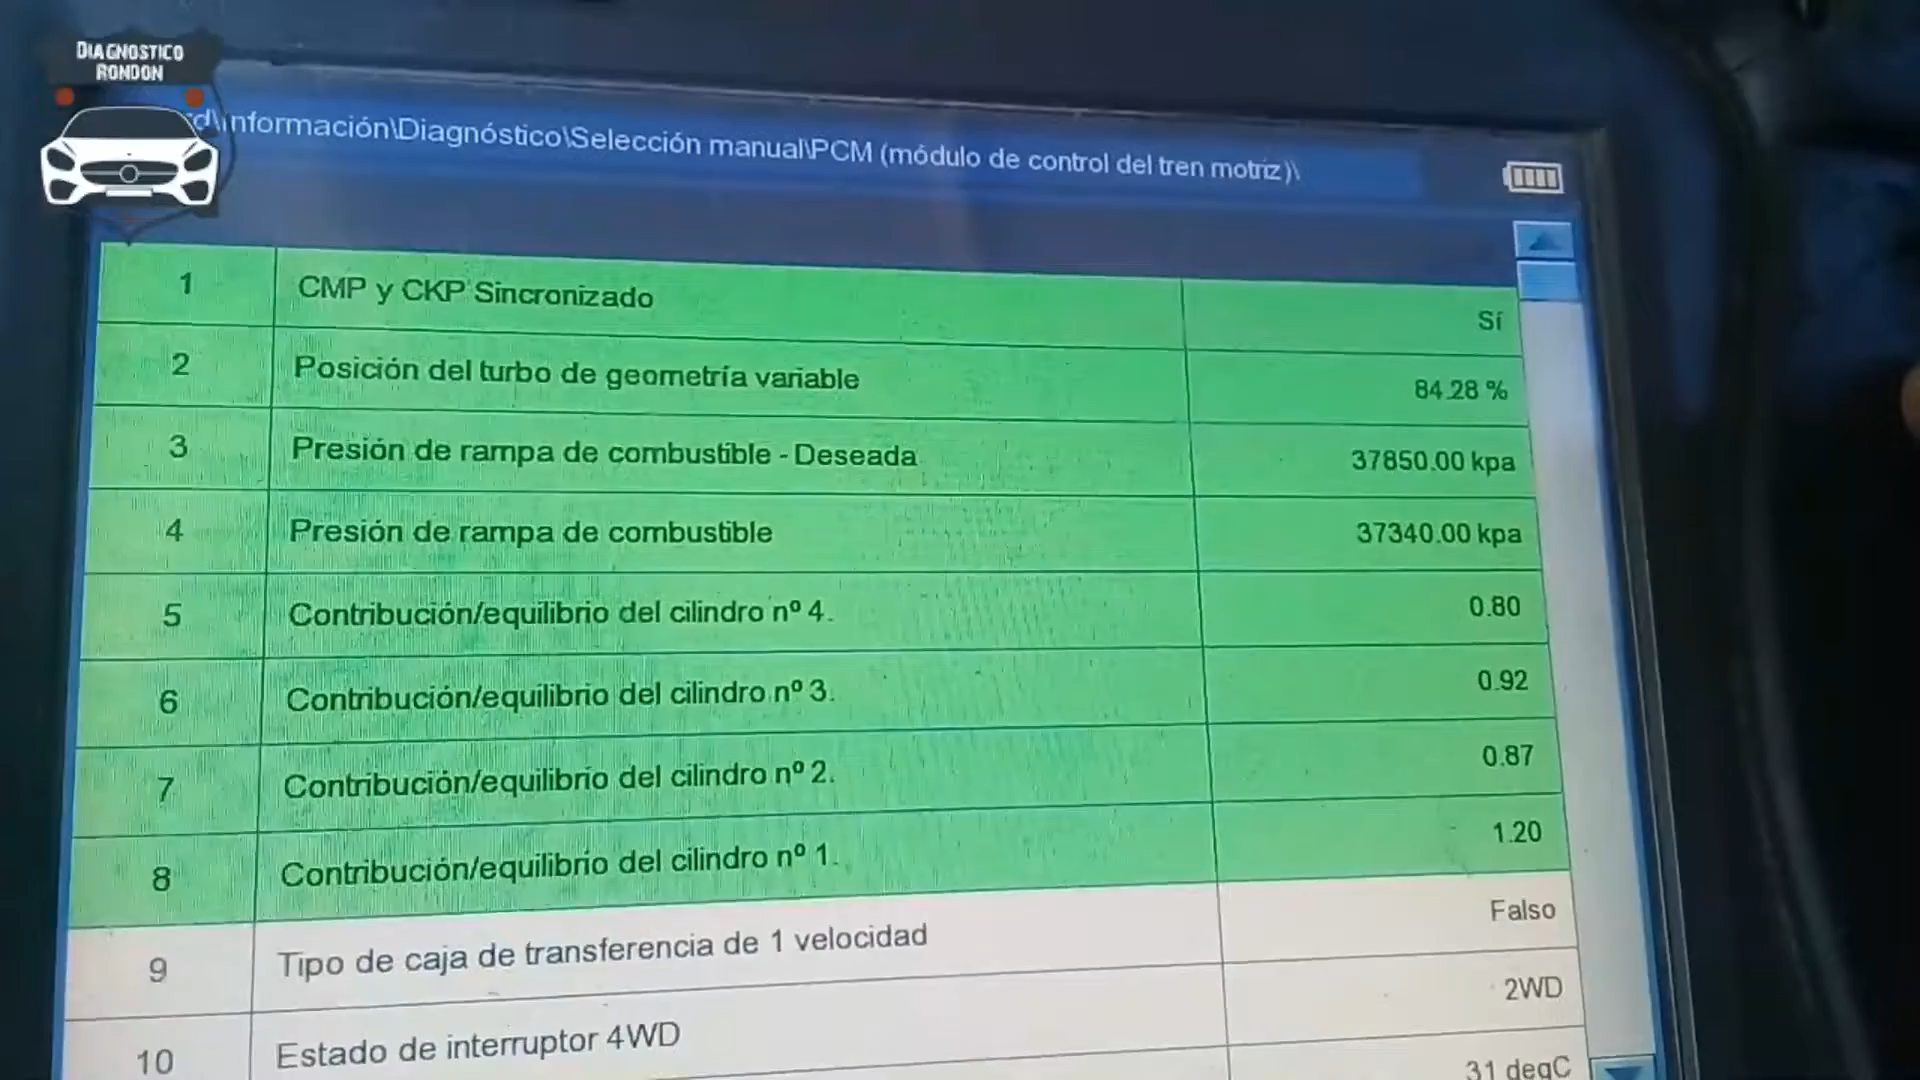 DIAGNOSTICO
RONDON
d\Información\Diagnóstico\Selección manual\PCM (módulo de control del tren motriz)\
1 CMP y CKP Sincronizado Sí
2 Posición del turbo de geometría variable 84.28 %
3 Presión de rampa de combustible - Deseada 37850.00 kpa
4 Presión de rampa de combustible 37340.00 kpa
5 Contribución/equilibrio del cilindro nº 4. 0.80
6 Contribución/equilibrio del cilindro nº 3. 0.92
7 Contribución/equilibrio del cilindro nº 2. 0.87
8 Contribución/equilibrio del cilindro nº 1. 1.20
9 Tipo de caja de transferencia de 1 velocidad Falso
10 Estado de interruptor 4WD 2WD
31 degC